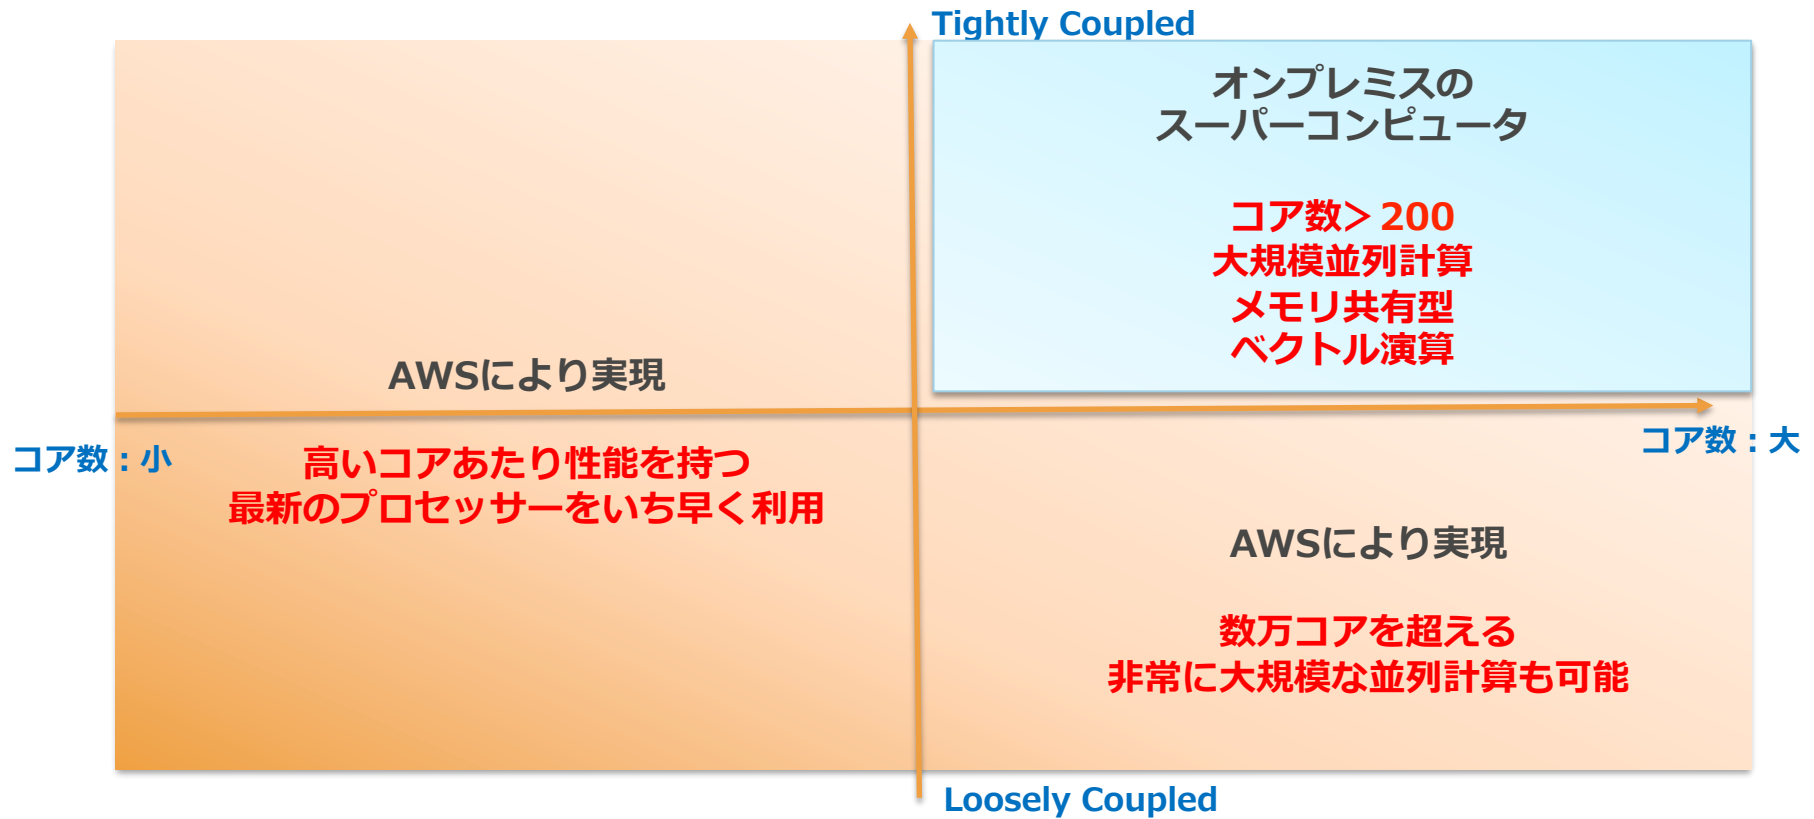 Tightly Coupled
オンプレミスの
スーパーコンピュータ
コア数＞200
大規模並列計算
メモリ共有型
ベクトル演算
AWSにより実現
コア数：小
コア数：大
高いコアあたり性能を持つ
最新のプロセッサーをいち早く利用
AWSにより実現
数万コアを超える
非常に大規模な並列計算も可能
Loosely Coupled